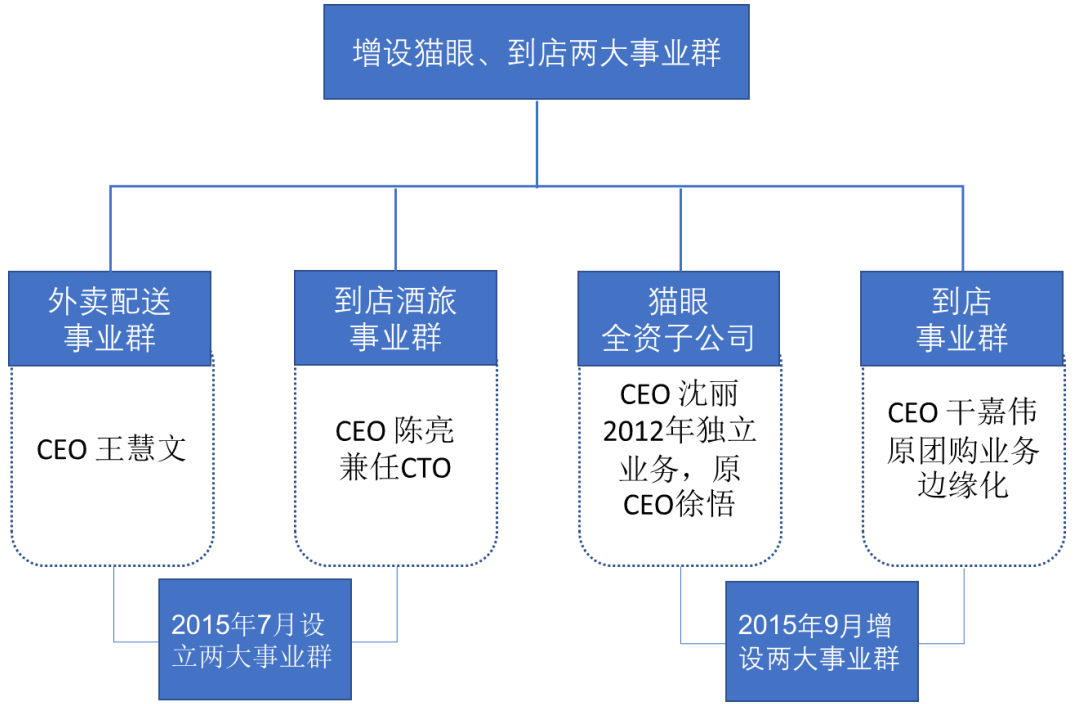 增设猫眼、到店两大事业群
外卖配送
事业群
CEO 王慧文
到店酒旅
事业群
CEO 陈亮
兼任CTO
猫眼
全资子公司
CEO 沈丽
2012年独立
业务，原
CEO徐悟
到店
事业群
CEO 干嘉伟
原团购业务
边缘化
2015年7月设
立两大事业群
2015年9月增
设两大事业群